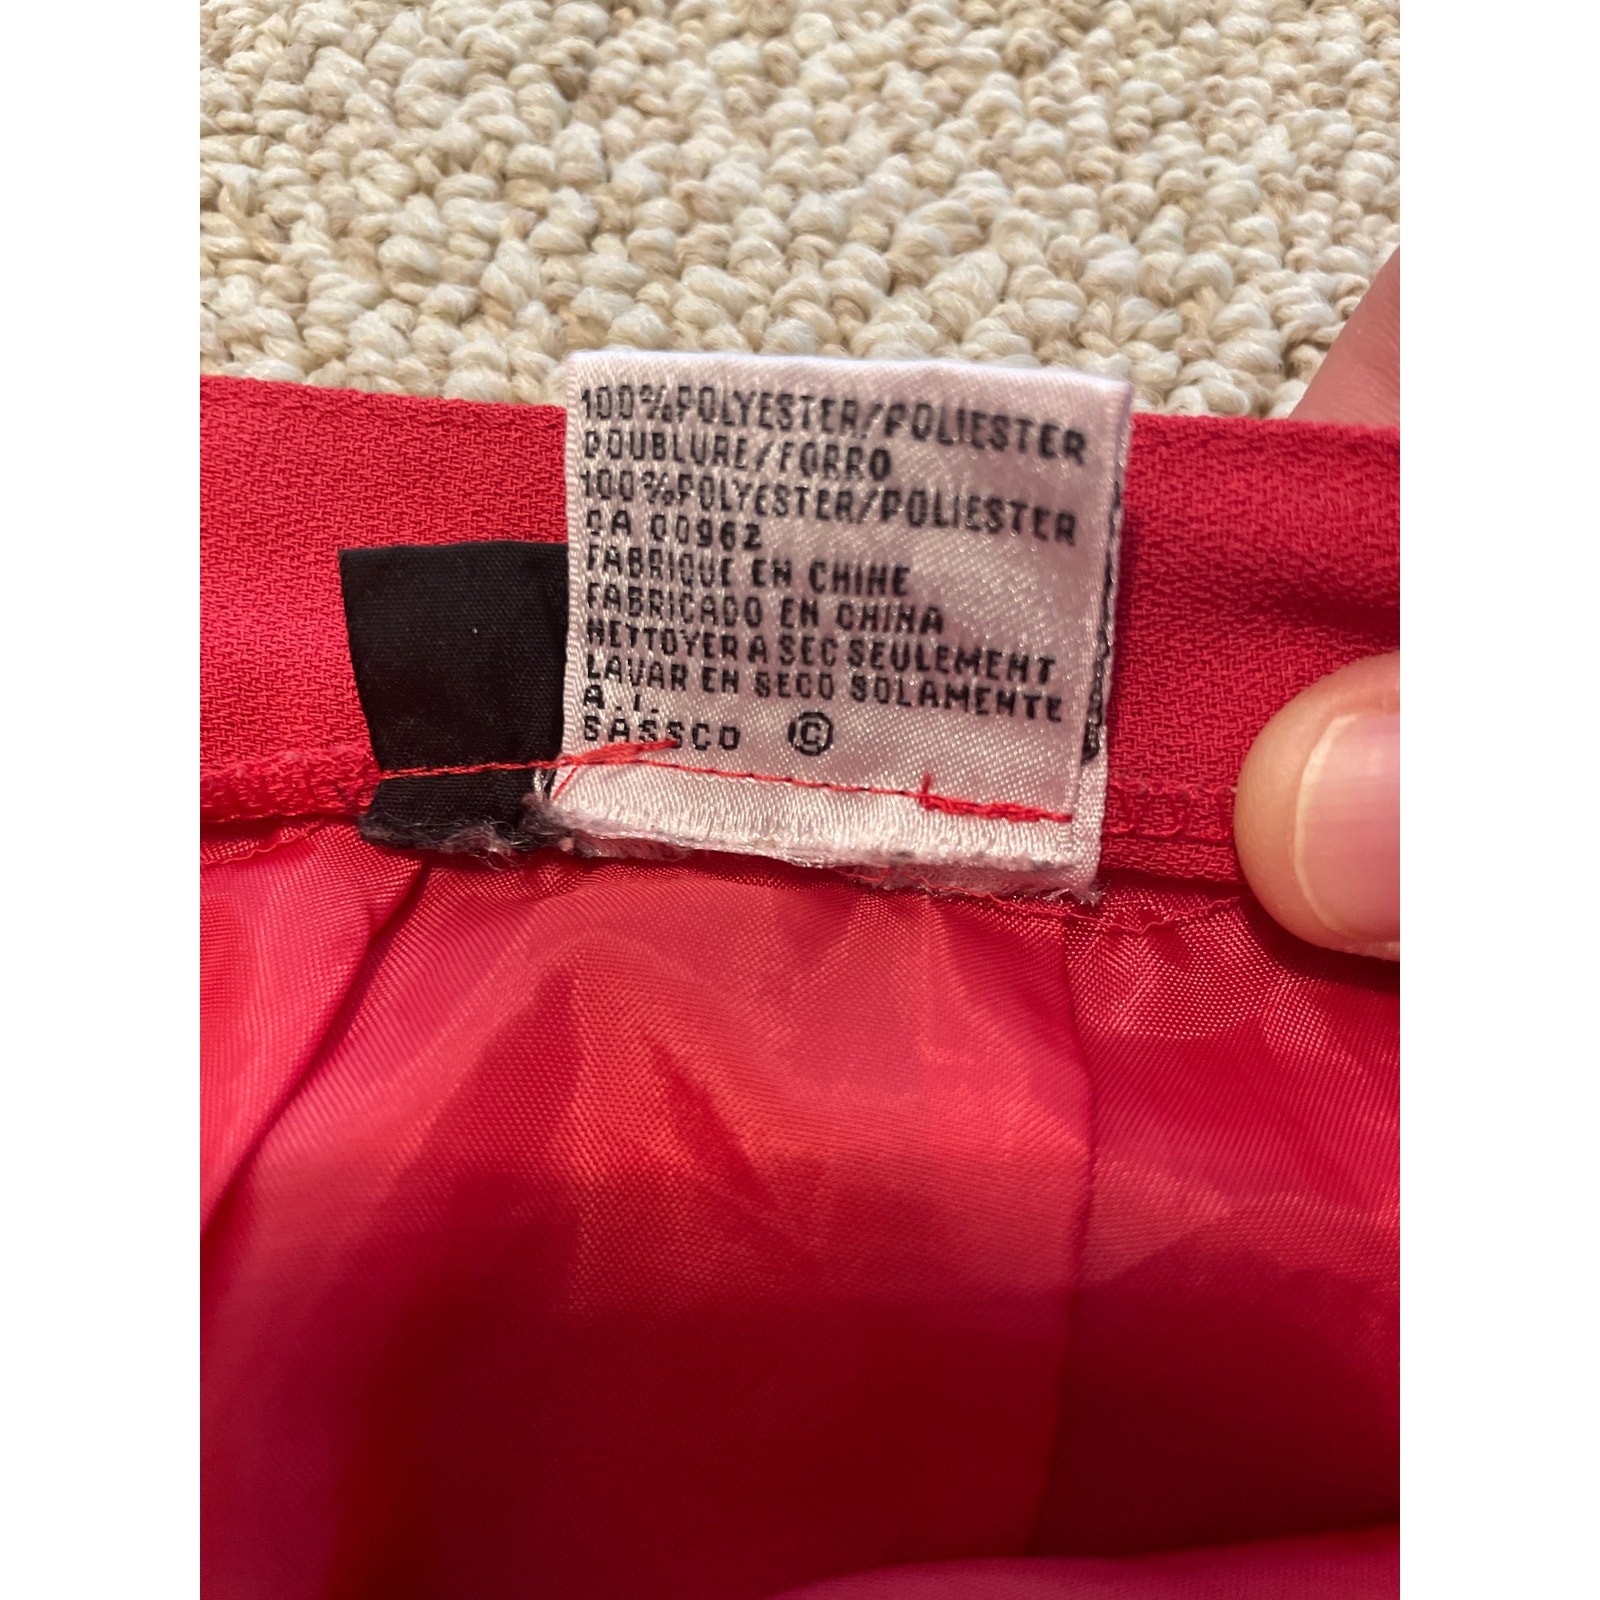 100%POLYESTER/POLIESTER
DOUBLURE/FORRO
100%POLYESTER/POLIESTER
CA 00962
FABRIQUE EN CHINE
FABRICADO EN CHINA
NETTOYER A SEC SEULEMENT
LAVAR EN SECO SOLAMENTE
A.I.
SASSCO ©